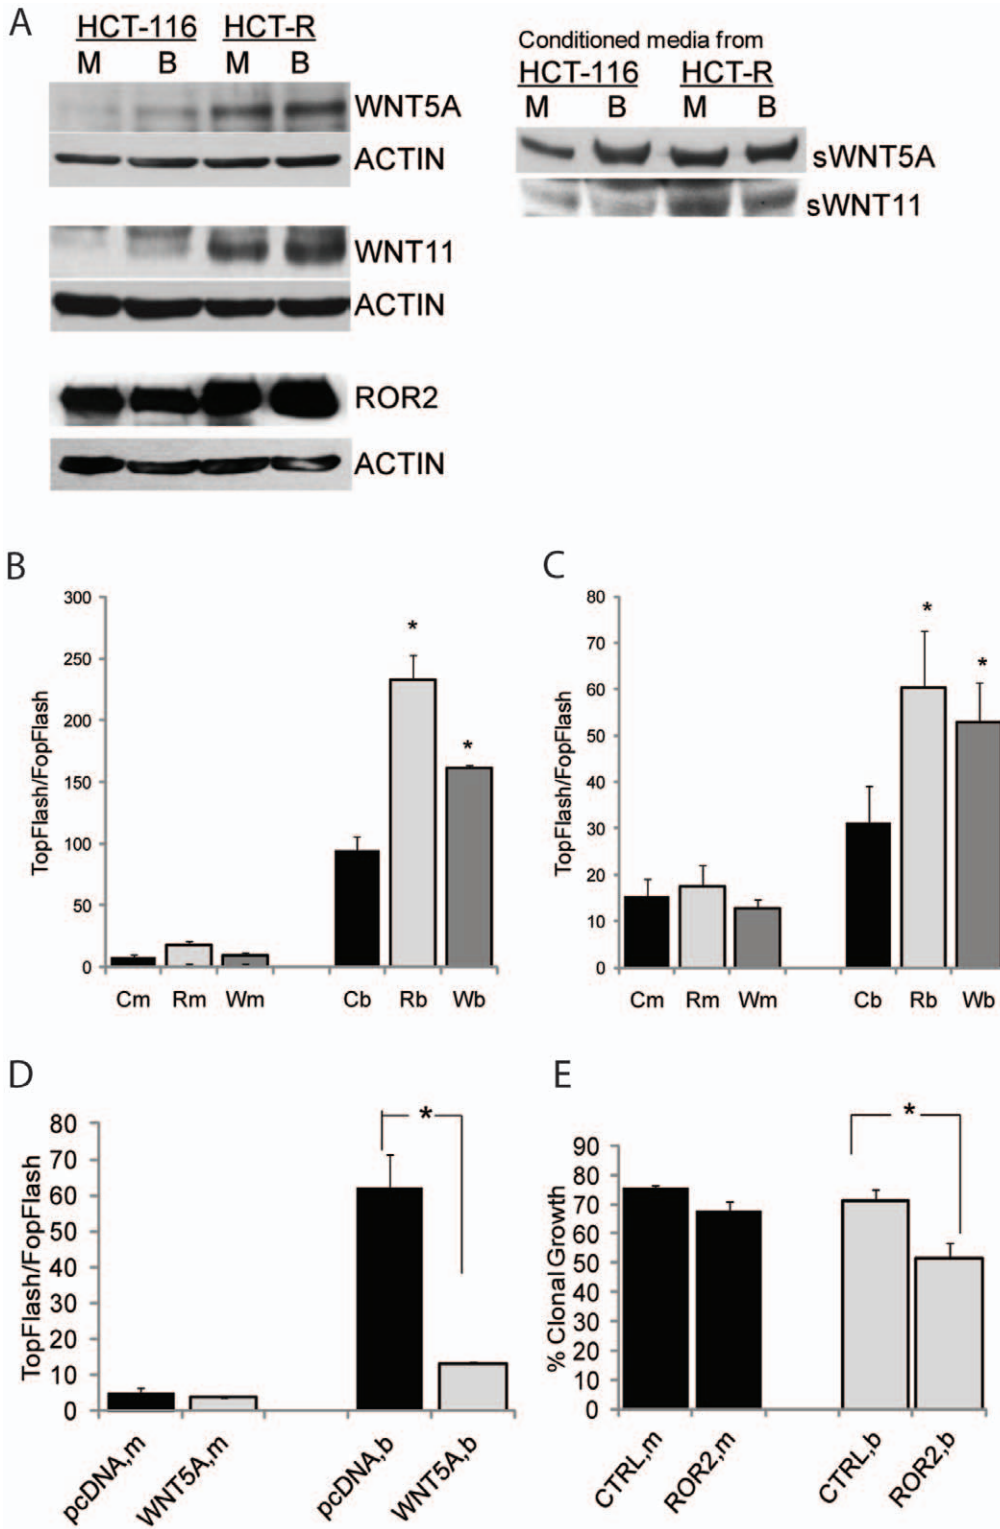 A
HCT-116 HCT-R
M B M B
WNT5A
ACTIN
WNT11
ACTIN
ROR2
ACTIN
Conditioned media from
HCT-116 HCT-R
M B M B
sWNT5A
sWNT11
B
TopFlash/FopFlash
300
250
200
150
100
50
0
* *
Cm Rm Wm Cb Rb Wb
C
TopFlash/FopFlash
80
70
60
50
40
30
20
10
0
* *
Cm Rm Wm Cb Rb Wb
D
TopFlash/FopFlash
80
70
60
50
40
30
20
10
0
*
pcDNA,m WNT5A,m pcDNA,b WNT5A,b
E
% Clonal Growth
90
80
70
60
50
40
30
20
10
0
*
CTRL,m ROR2,m CTRL,b ROR2,b